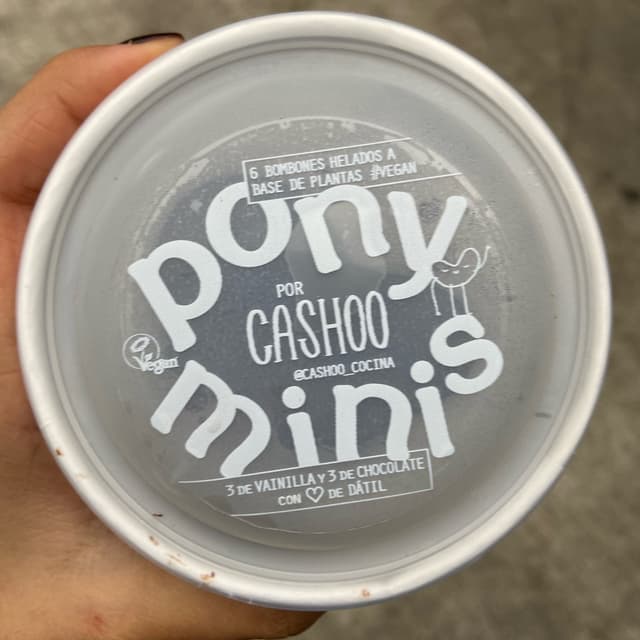 6 BOMBONES HELADOS A
BASE DE PLANTAS #VEGAN
pony
POR
CASHOO
@CASHOO_COCINA
Vegan
minis
3 DE VAINILLA Y 3 DE CHOCOLATE
CON ♡ DE DÁTIL